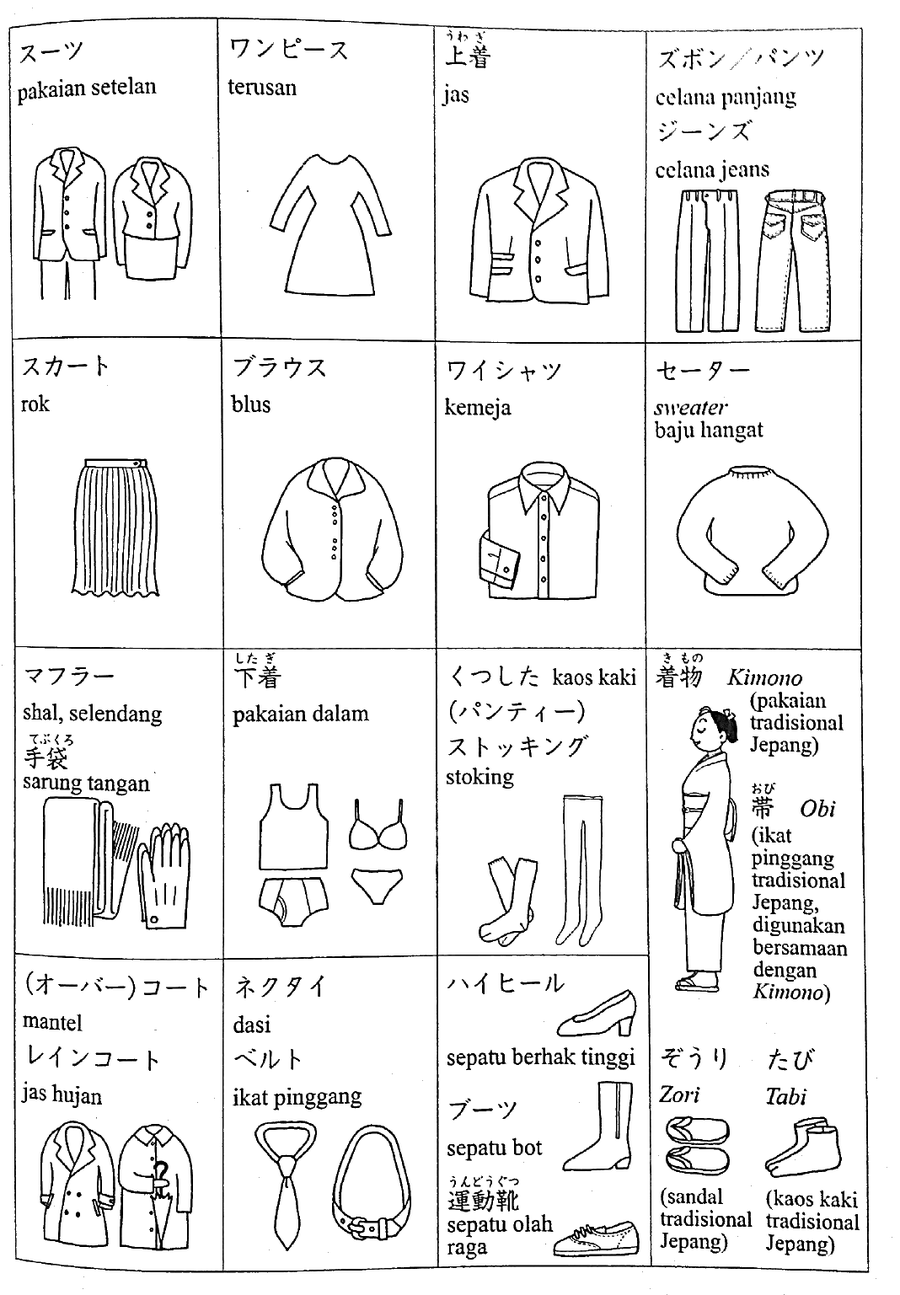 スーツ
pakaian setelan
ワンピース
terusan
うわぎ
上着
jas
ズボン／パンツ
celana panjang
ジーンズ
celana jeans
スカート
rok
ブラウス
blus
ワイシャツ
kemeja
セーター
sweater
baju hangat
マフラー
shal, selendang
てぶくろ
手袋
sarung tangan
したぎ
下着
pakaian dalam
くつした kaos kaki
(パンティー)
ストッキング
stoking
きもの
着物 Kimono
(pakaian
tradisional
Jepang)
おび
帯 Obi
(ikat
pinggang
tradisional
Jepang,
digunakan
bersamaan
dengan
Kimono)
(オーバー)コート
mantel
レインコート
jas hujan
ネクタイ
dasi
ベルト
ikat pinggang
ハイヒール
sepatu berhak tinggi
ブーツ
sepatu bot
うんどうぐつ
運動靴
sepatu olah
raga
ぞうり
Zori
(sandal
tradisional
Jepang)
たび
Tabi
(kaos kaki
tradisional
Jepang)